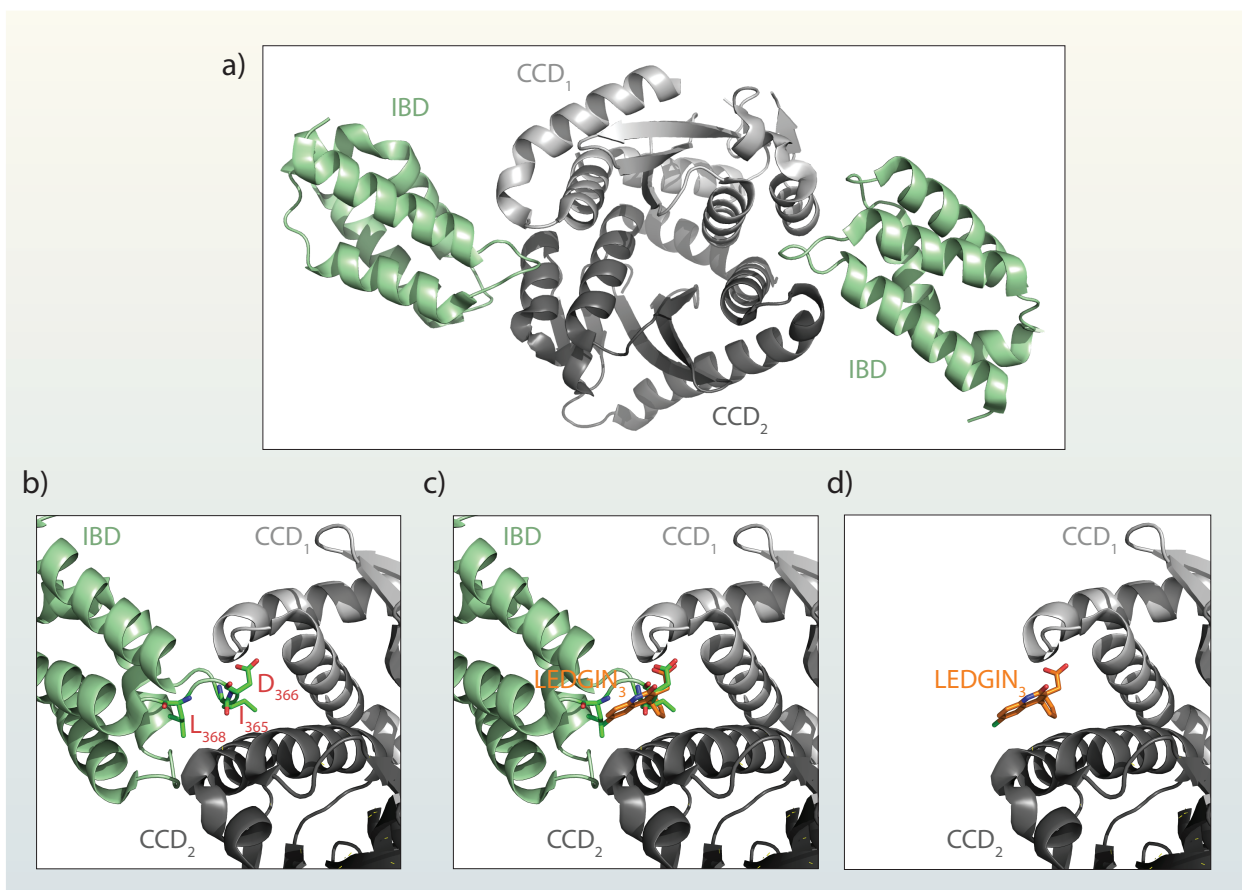 a)
CCD₁
IBD
IBD
CCD₂
b)
c)
d)
IBD
CCD₁
D₃₆₆
I₃₆₅
L₃₆₈
CCD₂
IBD
CCD₁
LEDGIN₃
CCD₂
CCD₁
LEDGIN₃
CCD₂